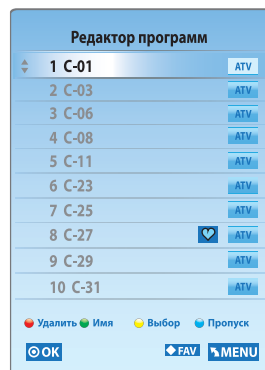 Редактор программ
1 C-01 ATV
2 C-03 ATV
3 C-06 ATV
4 C-08 ATV
5 C-11 ATV
6 C-23 ATV
7 C-25 ATV
8 C-27 ATV
9 C-29 ATV
10 C-31 ATV
Удалить Имя Выбор Пропуск
OK FAV MENU